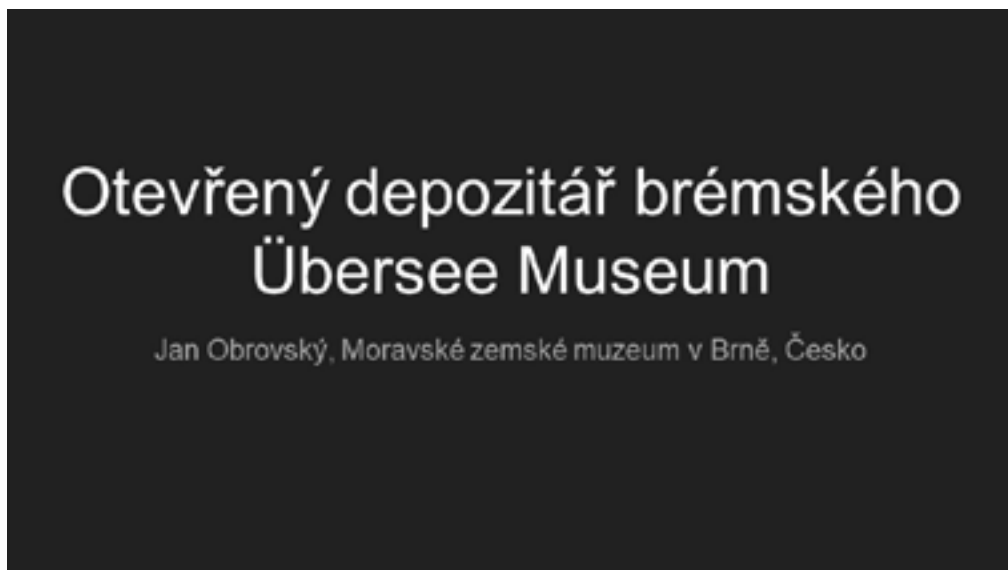 Otevřený depozitář brémského
Übersee Museum
Jan Obrovský, Moravské zemské muzeum v Brně, Česko